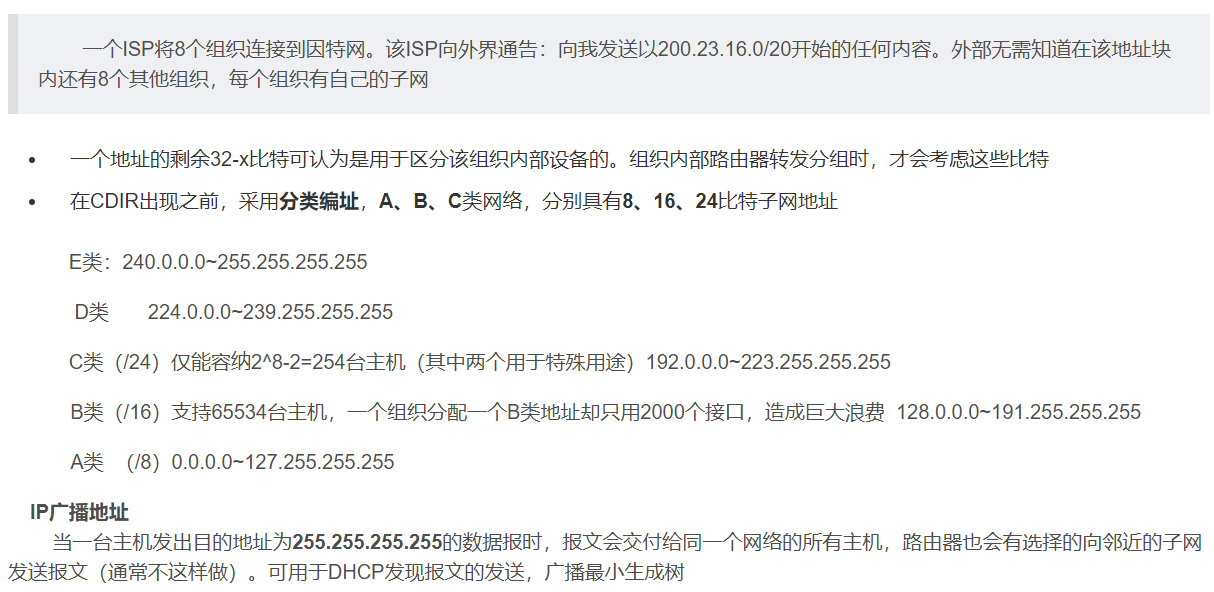 一个ISP将8个组织连接到因特网。该ISP向外界通告：向我发送以200.23.16.0/20开始的任何内容。外部无需知道在该地址块
内还有8个其他组织，每个组织有自己的子网
一个地址的剩余32-x比特可认为是用于区分该组织内部设备的。组织内部路由器转发分组时，才会考虑这些比特
在CDIR出现之前，采用分类编址，A、B、C类网络，分别具有8、16、24比特子网地址
E类：240.0.0.0~255.255.255.255
D类 224.0.0.0~239.255.255.255
C类（/24）仅能容纳2^8-2=254台主机（其中两个用于特殊用途）192.0.0.0~223.255.255.255
B类（/16）支持65534台主机，一个组织分配一个B类地址却只用2000个接口，造成巨大浪费 128.0.0.0~191.255.255.255
A类 （/8）0.0.0.0~127.255.255.255
IP广播地址
当一台主机发出目的地址为255.255.255.255的数据报时，报文会交付给同一个网络的所有主机，路由器也会有选择的向邻近的子网
发送报文（通常不这样做）。可用于DHCP发现报文的发送，广播最小生成树